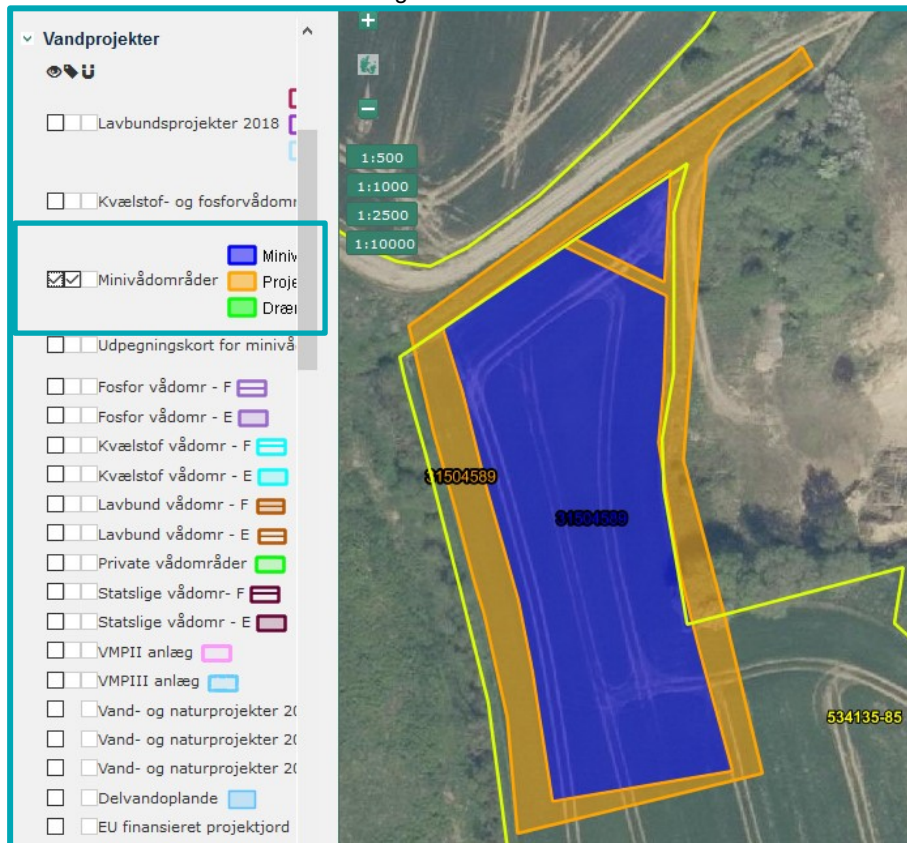 Vandprojekter
Lavbundsprojekter 2018
Kvælstof- og fosforvådomr
Miniv
Minivådområder
Proje
Dræn
Udpegningskort for minivå
Fosfor vådomr - F
Fosfor vådomr - E
Kvælstof vådomr - F
Kvælstof vådomr - E
Lavbund vådomr - F
Lavbund vådomr - E
Private vådområder
Statslige vådomr- F
Statslige vådomr - E
VMPII anlæg
VMPIII anlæg
Vand- og naturprojekter 20
Vand- og naturprojekter 20
Vand- og naturprojekter 20
Delvandoplande
EU finansieret projektjord
1:500
1:1000
1:2500
1:10000
31504589
31504589
534135-85